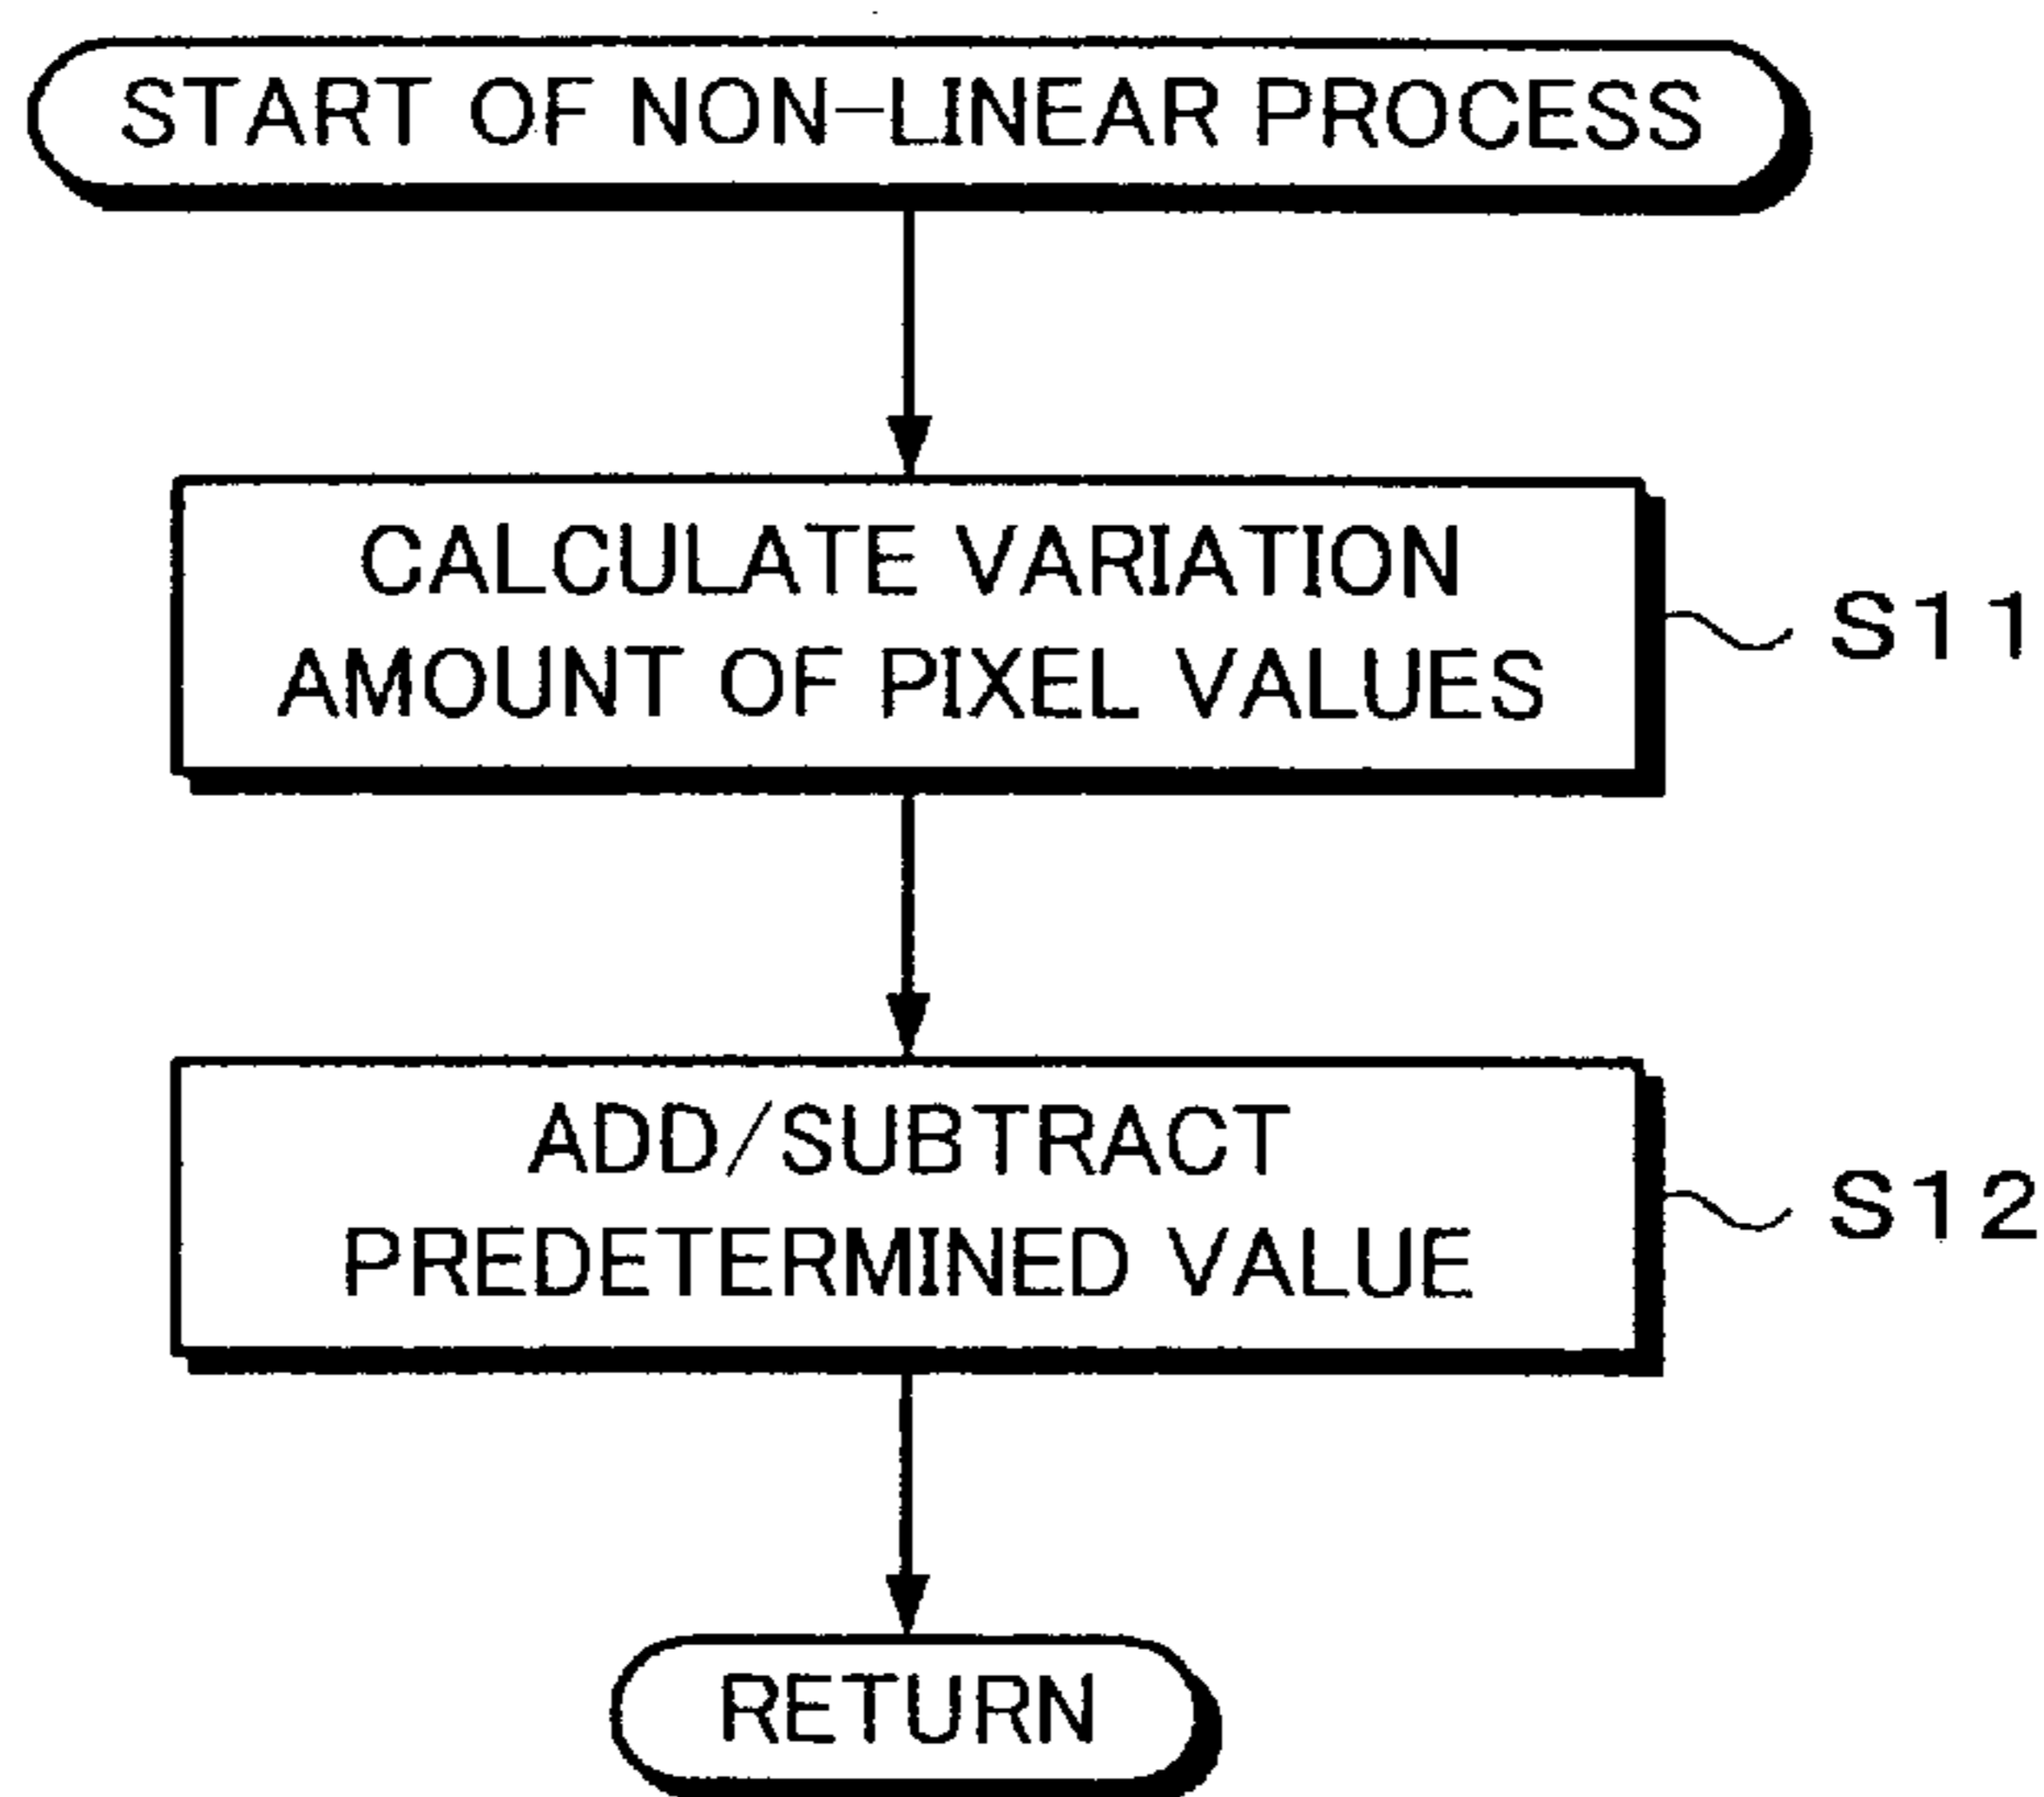 START OF NON-LINEAR PROCESS
CALCULATE VARIATION
AMOUNT OF PIXEL VALUES
S11
ADD/SUBTRACT
PREDETERMINED VALUE
S12
RETURN